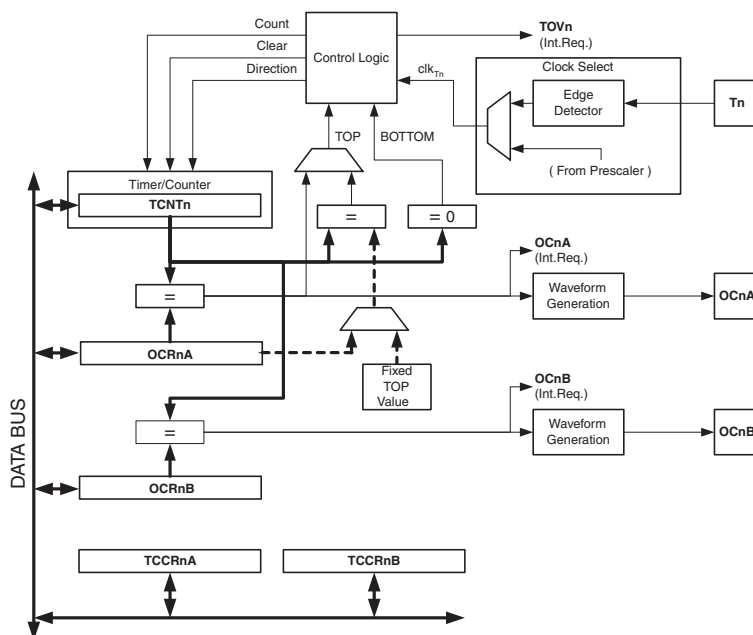 Count
Clear
Direction
Control Logic
TOVn
(Int.Req.)
clkTn
Clock Select
Edge
Detector
Tn
( From Prescaler )
TOP
BOTTOM
Timer/Counter
TCNTn
=
= 0
OCnA
(Int.Req.)
=
Waveform
Generation
OCnA
OCRnA
Fixed
TOP
Value
OCnB
(Int.Req.)
=
Waveform
Generation
OCnB
OCRnB
DATA BUS
TCCRnA
TCCRnB